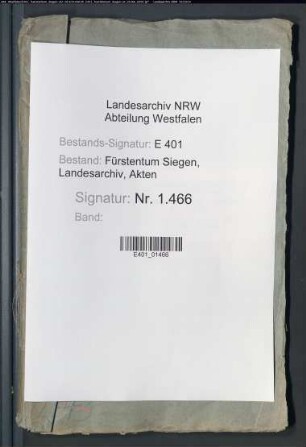 Landesarchiv NRW
Abteilung Westfalen
Bestands-Signatur: E 401
Bestand: Fürstentum Siegen,
Landesarchiv, Akten
Signatur: Nr. 1.466
Band:
E401_01466